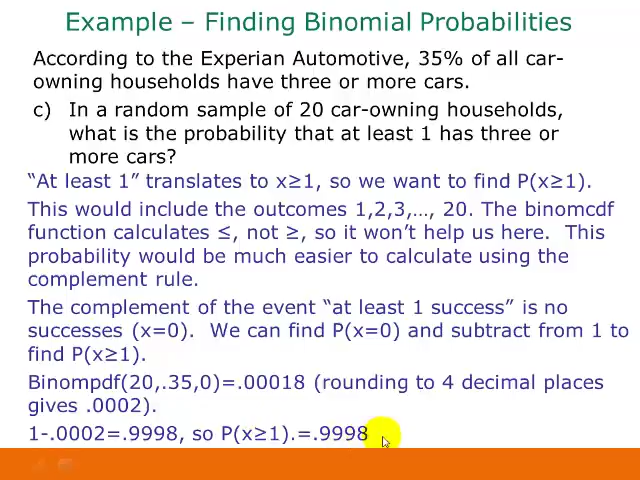 Example – Finding Binomial Probabilities
According to the Experian Automotive, 35% of all car-
owning households have three or more cars.
c) In a random sample of 20 car-owning households,
what is the probability that at least 1 has three or
more cars?
“At least 1” translates to x≥1, so we want to find P(x≥1).
This would include the outcomes 1,2,3,…, 20. The binomcdf
function calculates ≤, not ≥, so it won’t help us here. This
probability would be much easier to calculate using the
complement rule.
The complement of the event “at least 1 success” is no
successes (x=0). We can find P(x=0) and subtract from 1 to
find P(x≥1).
Binompdf(20,.35,0)=.00018 (rounding to 4 decimal places
gives .0002).
1-.0002=.9998, so P(x≥1).=.9998